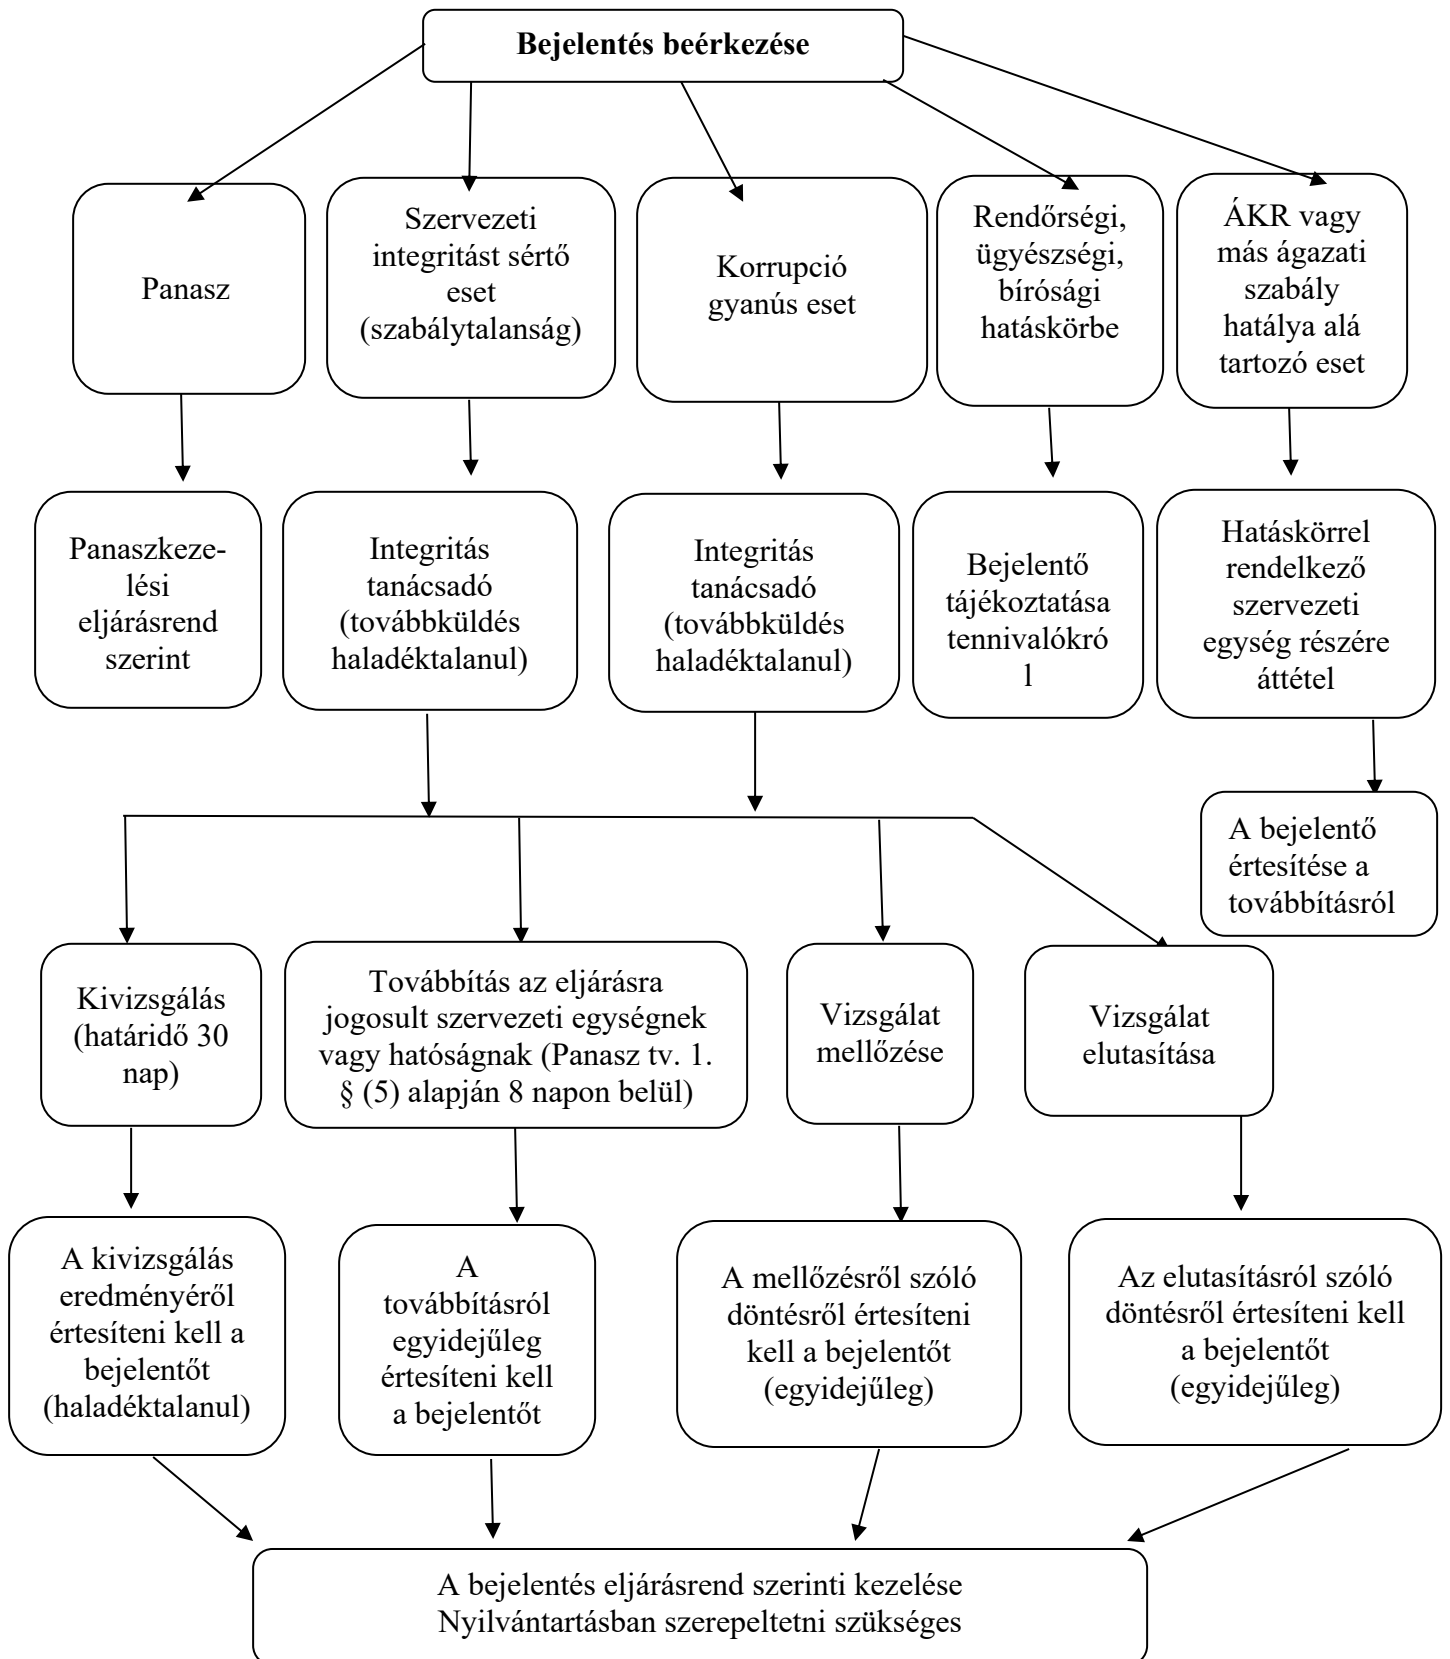 Bejelentés beérkezése
Panasz
Szervezeti
integritást sértő
eset
(szabálytalanság)
Korrupció
gyanús eset
Rendőrségi,
ügyészségi,
bírósági
hatáskörbe
ÁKR vagy
más ágazati
szabály
hatálya alá
tartozó eset
Panaszkeze-
lési
eljárásrend
szerint
Integritás
tanácsadó
(továbbküldés
haladéktalanul)
Integritás
tanácsadó
(továbbküldés
haladéktalanul)
Bejelentő
tájékoztatása
tennivalókró
l
Hatáskörrel
rendelkező
szervezeti
egység részére
áttétel
A bejelentő
értesítése a
továbbításról
Kivizsgálás
(határidő 30
nap)
Továbbítás az eljárásra
jogosult szervezeti egységnek
vagy hatóságnak (Panasz tv. 1.
§ (5) alapján 8 napon belül)
Vizsgálat
mellőzése
Vizsgálat
elutasítása
A kivizsgálás
eredményéről
értesíteni kell a
bejelentőt
(haladéktalanul)
A
továbbításról
egyidejűleg
értesíteni kell
a bejelentőt
A mellőzésről szóló
döntésről értesíteni
kell a bejelentőt
(egyidejűleg)
Az elutasításról szóló
döntésről értesíteni kell
a bejelentőt
(egyidejűleg)
A bejelentés eljárásrend szerinti kezelése
Nyilvántartásban szerepeltetni szükséges